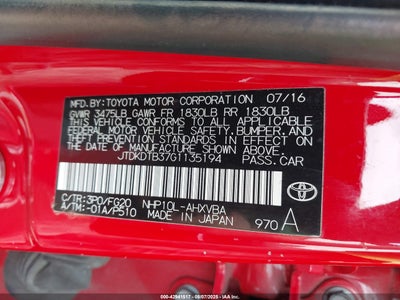 MFD. BY: TOYOTA MOTOR CORPORATION 07/16
GVWR 3475LB GAWR FR 1830LB RR 1830LB
THIS VEHICLE CONFORMS TO ALL APPLICABLE
FEDERAL MOTOR VEHICLE SAFETY, BUMPER, AND
THEFT PREVENTION STANDARDS IN EFFECT ON
THE DATE OF MANUFACTURE SHOWN ABOVE.
JTDKDTB37G1135194 PASS.CAR
C/TR:3P0/FG20 NHP10L-AHXVBA
A/TM:-01A/P510 MADE IN JAPAN
970 A
TOYOTA